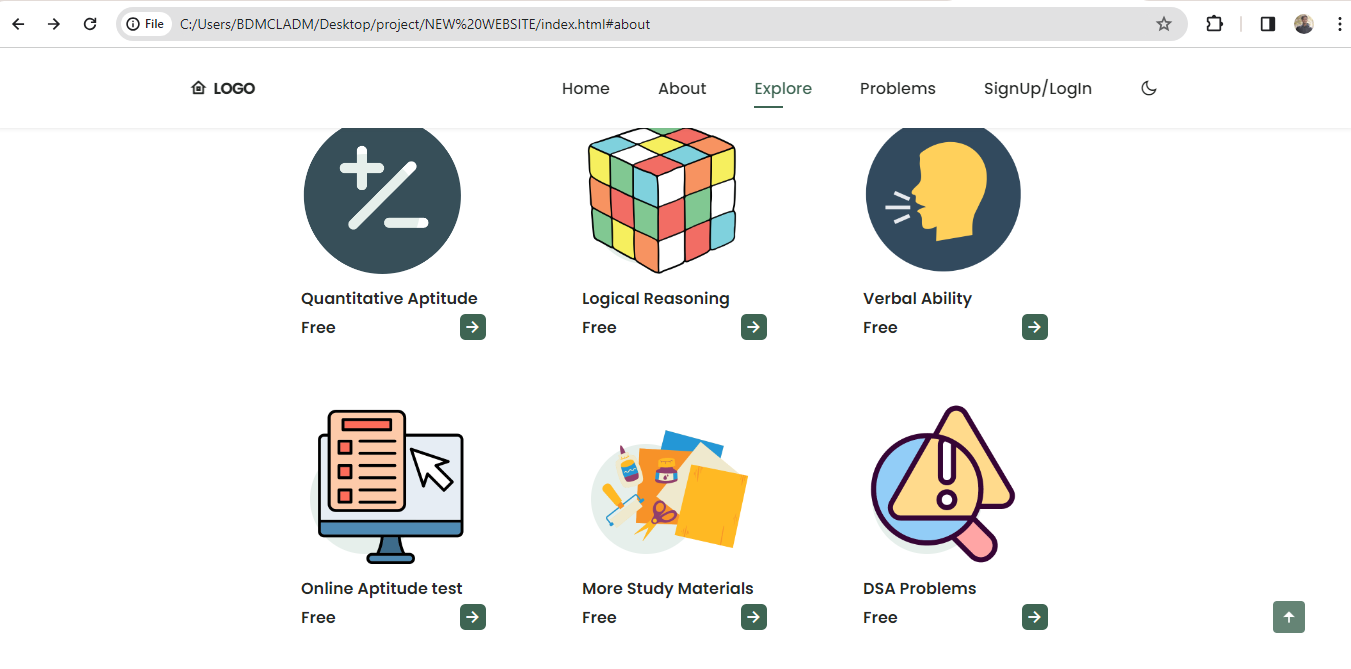 File C:/Users/BDMCLADM/Desktop/project/NEW%20WEBSITE/index.html#about
LOGO Home About Explore Problems SignUp/LogIn
Quantitative Aptitude Logical Reasoning Verbal Ability
Free Free Free
Online Aptitude test More Study Materials DSA Problems
Free Free Free